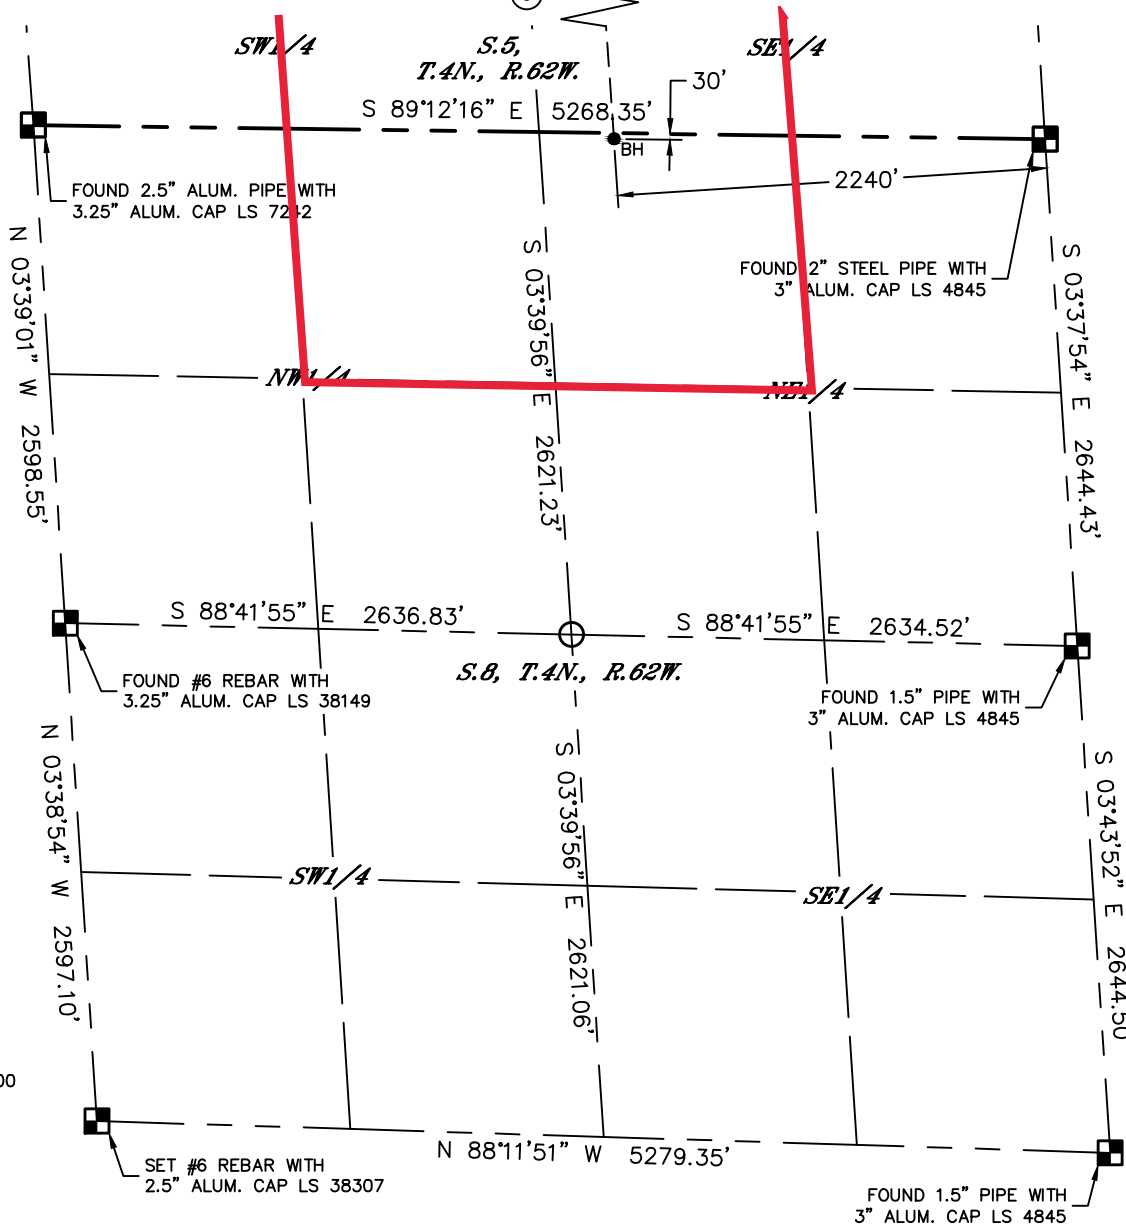 SW1/4
S.5,
SE1/4
T.4N., R.62W.
30'
S 89°12'16" E 5268.35'
BH
2240'
FOUND 2.5" ALUM. PIPE WITH
3.25" ALUM. CAP LS 7242
FOUND 2" STEEL PIPE WITH
3" ALUM. CAP LS 4845
N 03°39'01" W 2598.55'
S 03°39'56" E 2621.23'
S 03°37'54" E 2644.43'
NW1/4
NE1/4
S 88°41'55" E 2636.83'
S 88°41'55" E 2634.52'
S.8, T.4N., R.62W.
FOUND #6 REBAR WITH
3.25" ALUM. CAP LS 38149
FOUND 1.5" PIPE WITH
3" ALUM. CAP LS 4845
N 03°38'54" W 2597.10'
S 03°39'56" E 2621.06'
S 03°43'52" E 2644.50
SW1/4
SE1/4
00
N 88°11'51" W 5279.35'
SET #6 REBAR WITH
2.5" ALUM. CAP LS 38307
FOUND 1.5" PIPE WITH
3" ALUM. CAP LS 4845